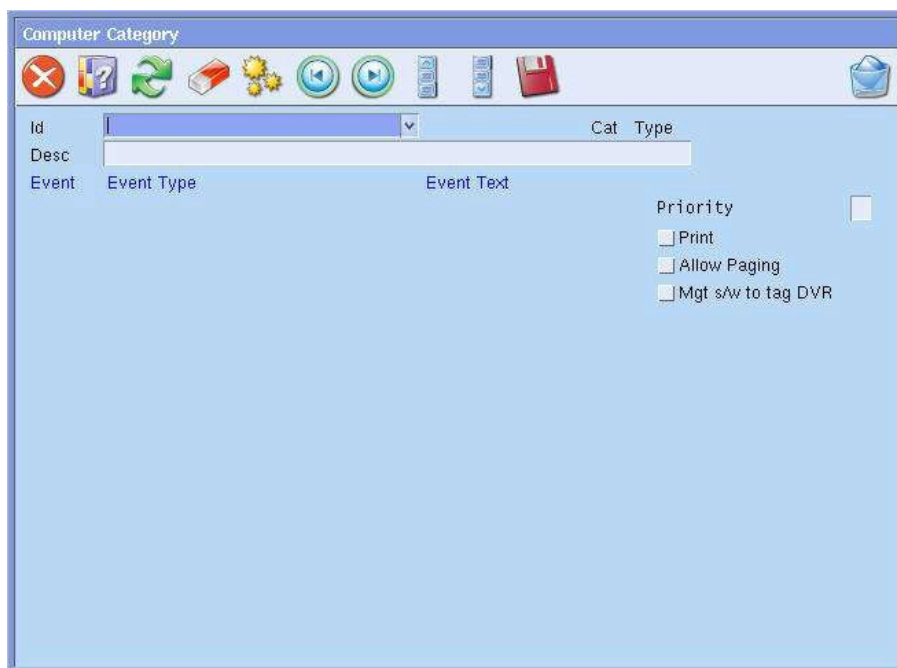 Computer Category
Id Cat Type
Desc
Event Event Type Event Text
Priority
Print
Allow Paging
Mgt s/w to tag DVR